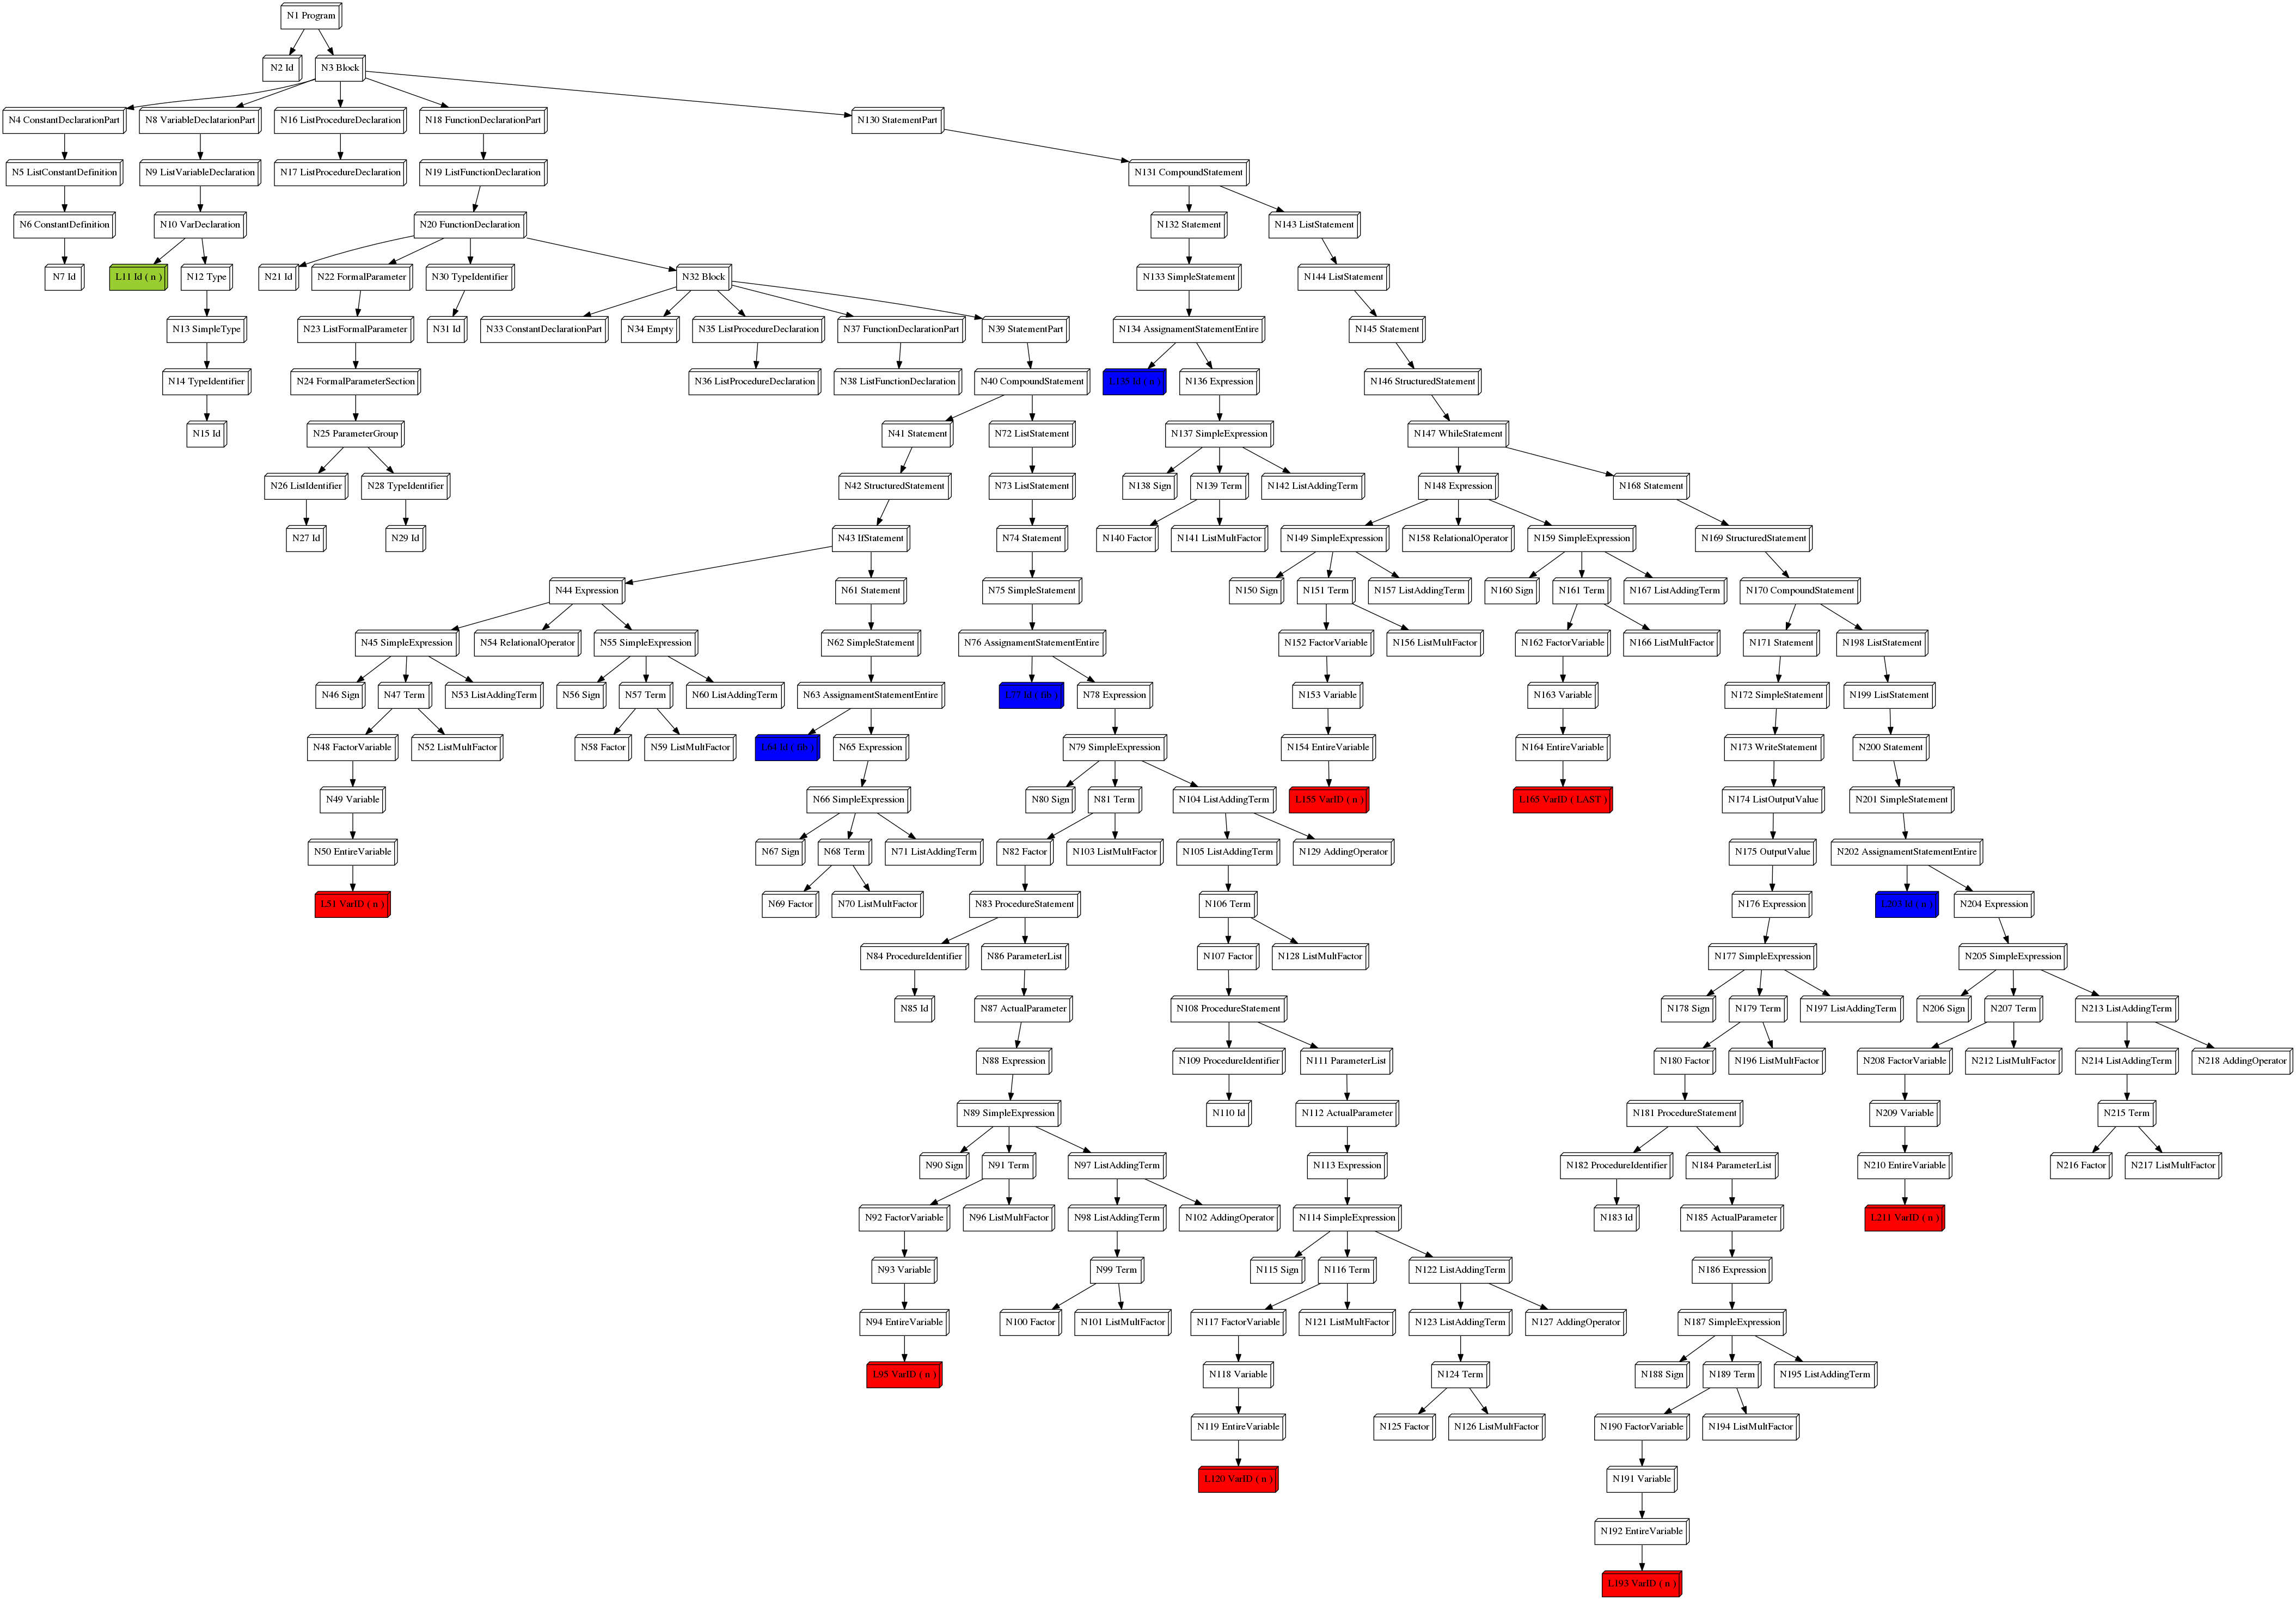 N1 Program
N2 Id
N3 Block
N4 ConstantDeclarationPart
N8 VariableDeclatarionPart
N16 ListProcedureDeclaration
N18 FunctionDeclarationPart
N130 StatementPart
N5 ListConstantDefinition
N9 ListVariableDeclaration
N17 ListProcedureDeclaration
N19 ListFunctionDeclaration
N131 CompoundStatement
N6 ConstantDefinition
N10 VarDeclaration
N20 FunctionDeclaration
N132 Statement
N143 ListStatement
N7 Id
L11 Id ( n )
N12 Type
N21 Id
N22 FormalParameter
N30 TypeIdentifier
N32 Block
N133 SimpleStatement
N144 ListStatement
N13 SimpleType
N23 ListFormalParameter
N31 Id
N33 ConstantDeclarationPart
N34 Empty
N35 ListProcedureDeclaration
N37 FunctionDeclarationPart
N39 StatementPart
N134 AssignamentStatementEntire
N145 Statement
N14 TypeIdentifier
N24 FormalParameterSection
N36 ListProcedureDeclaration
N38 ListFunctionDeclaration
N40 CompoundStatement
L135 Id ( n )
N136 Expression
N146 StructuredStatement
N15 Id
N25 ParameterGroup
N41 Statement
N72 ListStatement
N137 SimpleExpression
N147 WhileStatement
N26 ListIdentifier
N28 TypeIdentifier
N42 StructuredStatement
N73 ListStatement
N138 Sign
N139 Term
N142 ListAddingTerm
N148 Expression
N168 Statement
N27 Id
N29 Id
N43 IfStatement
N74 Statement
N140 Factor
N141 ListMultFactor
N149 SimpleExpression
N158 RelationalOperator
N159 SimpleExpression
N169 StructuredStatement
N44 Expression
N61 Statement
N75 SimpleStatement
N150 Sign
N151 Term
N157 ListAddingTerm
N160 Sign
N161 Term
N167 ListAddingTerm
N170 CompoundStatement
N45 SimpleExpression
N54 RelationalOperator
N55 SimpleExpression
N62 SimpleStatement
N76 AssignamentStatementEntire
N152 FactorVariable
N156 ListMultFactor
N162 FactorVariable
N166 ListMultFactor
N171 Statement
N198 ListStatement
N46 Sign
N47 Term
N53 ListAddingTerm
N56 Sign
N57 Term
N60 ListAddingTerm
N63 AssignamentStatementEntire
L77 Id ( fib )
N78 Expression
N153 Variable
N163 Variable
N172 SimpleStatement
N199 ListStatement
N48 FactorVariable
N52 ListMultFactor
N58 Factor
N59 ListMultFactor
L64 Id ( fib )
N65 Expression
N79 SimpleExpression
N154 EntireVariable
N164 EntireVariable
N173 WriteStatement
N200 Statement
N49 Variable
N66 SimpleExpression
N80 Sign
N81 Term
N104 ListAddingTerm
L155 VarID ( n )
L165 VarID ( LAST )
N174 ListOutputValue
N201 SimpleStatement
N50 EntireVariable
N67 Sign
N68 Term
N71 ListAddingTerm
N82 Factor
N103 ListMultFactor
N105 ListAddingTerm
N129 AddingOperator
N175 OutputValue
N202 AssignamentStatementEntire
L51 VarID ( n )
N69 Factor
N70 ListMultFactor
N83 ProcedureStatement
N106 Term
N176 Expression
L203 Id ( n )
N204 Expression
N84 ProcedureIdentifier
N86 ParameterList
N107 Factor
N128 ListMultFactor
N177 SimpleExpression
N205 SimpleExpression
N85 Id
N87 ActualParameter
N108 ProcedureStatement
N178 Sign
N179 Term
N197 ListAddingTerm
N206 Sign
N207 Term
N213 ListAddingTerm
N88 Expression
N109 ProcedureIdentifier
N111 ParameterList
N180 Factor
N196 ListMultFactor
N208 FactorVariable
N212 ListMultFactor
N214 ListAddingTerm
N218 AddingOperator
N89 SimpleExpression
N110 Id
N112 ActualParameter
N181 ProcedureStatement
N209 Variable
N215 Term
N90 Sign
N91 Term
N97 ListAddingTerm
N113 Expression
N182 ProcedureIdentifier
N184 ParameterList
N210 EntireVariable
N216 Factor
N217 ListMultFactor
N92 FactorVariable
N96 ListMultFactor
N98 ListAddingTerm
N102 AddingOperator
N114 SimpleExpression
N183 Id
N185 ActualParameter
L211 VarID ( n )
N93 Variable
N99 Term
N115 Sign
N116 Term
N122 ListAddingTerm
N186 Expression
N94 EntireVariable
N100 Factor
N101 ListMultFactor
N117 FactorVariable
N121 ListMultFactor
N123 ListAddingTerm
N127 AddingOperator
N187 SimpleExpression
L95 VarID ( n )
N118 Variable
N124 Term
N188 Sign
N189 Term
N195 ListAddingTerm
N119 EntireVariable
N125 Factor
N126 ListMultFactor
N190 FactorVariable
N194 ListMultFactor
L120 VarID ( n )
N191 Variable
N192 EntireVariable
L193 VarID ( n )